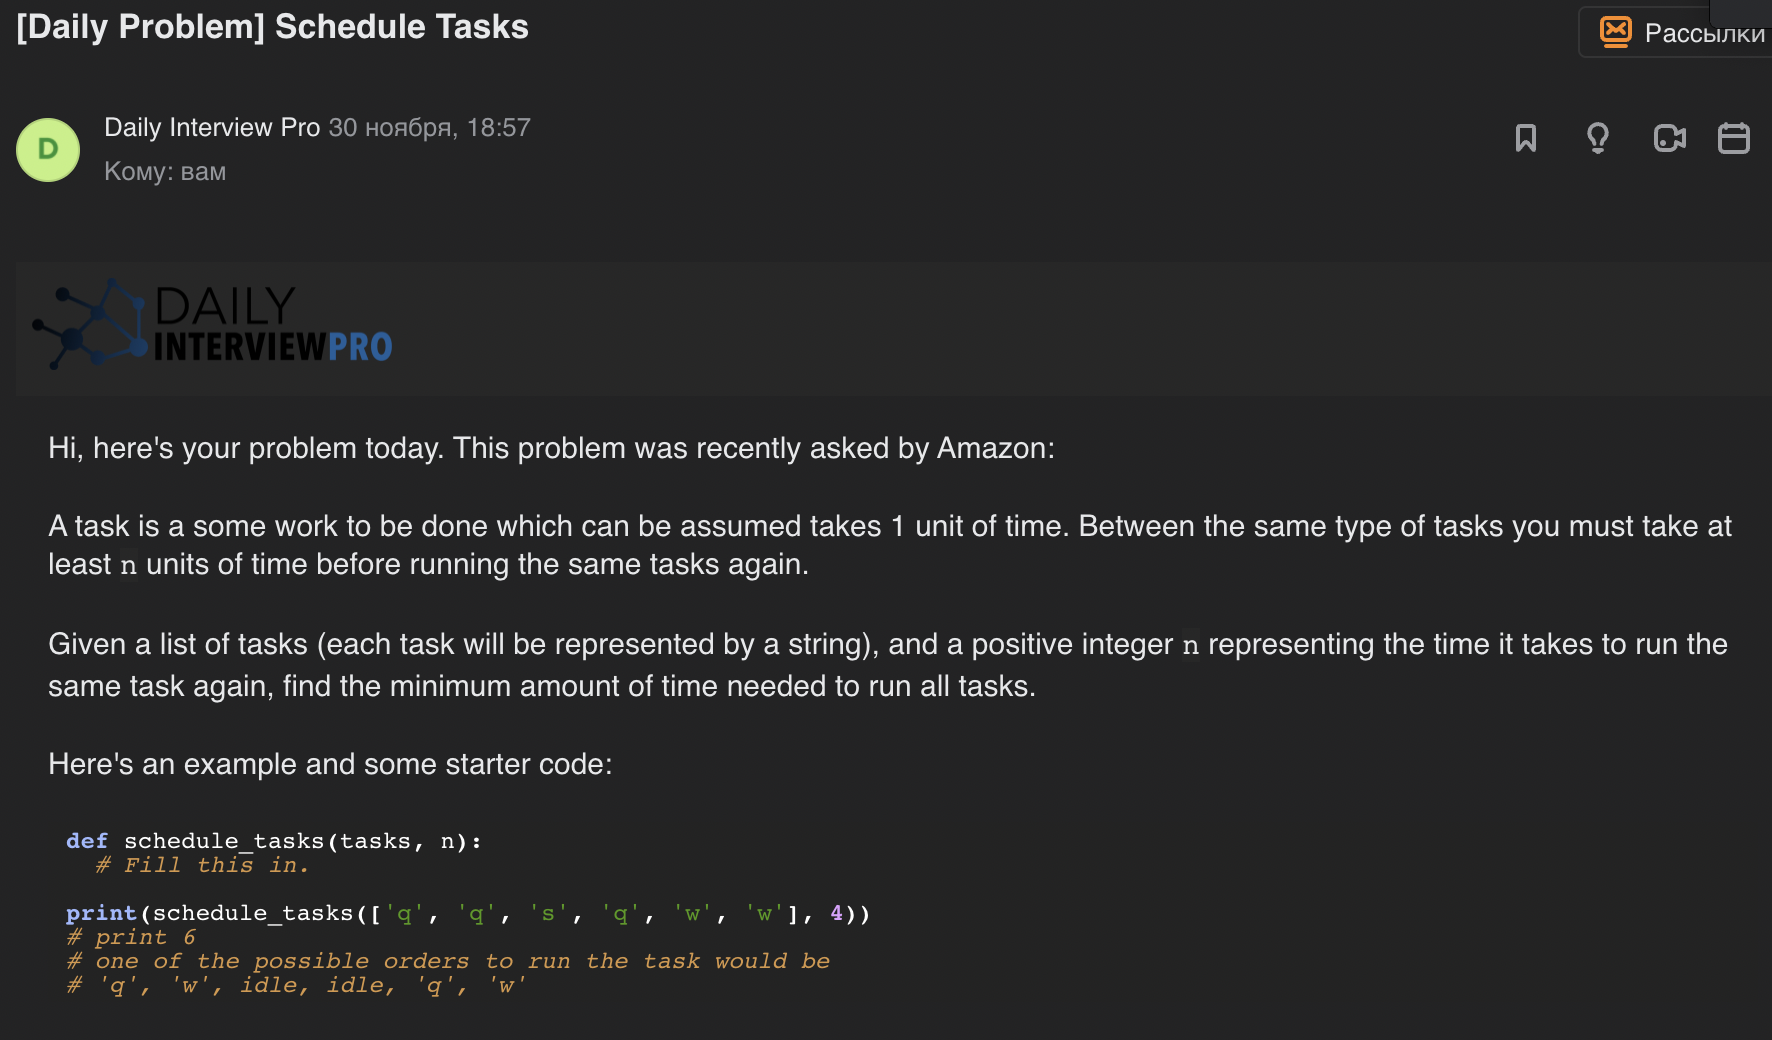 [Daily Problem] Schedule Tasks
Рассылки
D
Daily Interview Pro 30 ноября, 18:57
Кому: вам
DAILY
INTERVIEWPRO
Hi, here's your problem today. This problem was recently asked by Amazon:
A task is a some work to be done which can be assumed takes 1 unit of time. Between the same type of tasks you must take at
least n units of time before running the same tasks again.
Given a list of tasks (each task will be represented by a string), and a positive integer n representing the time it takes to run the
same task again, find the minimum amount of time needed to run all tasks.
Here's an example and some starter code:
def schedule_tasks(tasks, n):
  # Fill this in.
print(schedule_tasks(['q', 'q', 's', 'q', 'w', 'w'], 4))
# print 6
# one of the possible orders to run the task would be
# 'q', 'w', idle, idle, 'q', 'w'